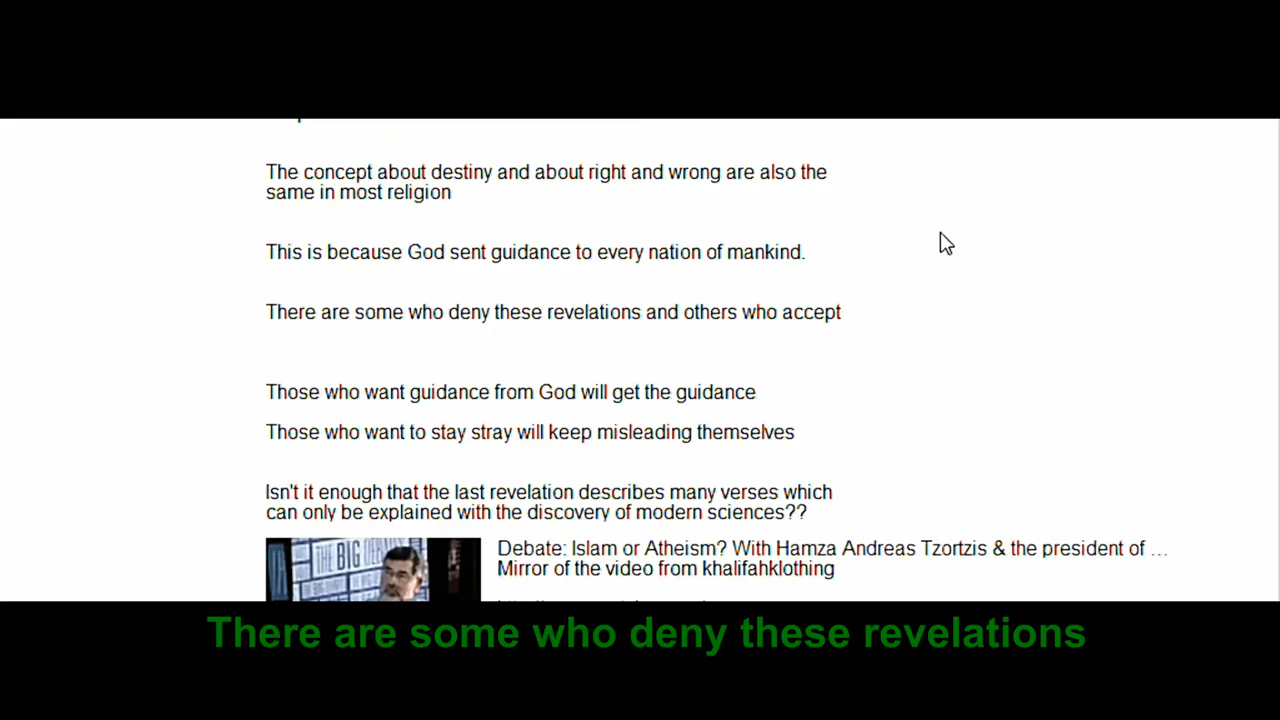 The concept about destiny and about right and wrong are also the
same in most religion
This is because God sent guidance to every nation of mankind.
There are some who deny these revelations and others who accept
Those who want guidance from God will get the guidance
Those who want to stay stray will keep misleading themselves
Isn't it enough that the last revelation describes many verses which
can only be explained with the discovery of modern sciences??
THE BIG DEBATE
Debate: Islam or Atheism? With Hamza Andreas Tzortzis & the president of ...
Mirror of the video from khalifahklothing
There are some who deny these revelations